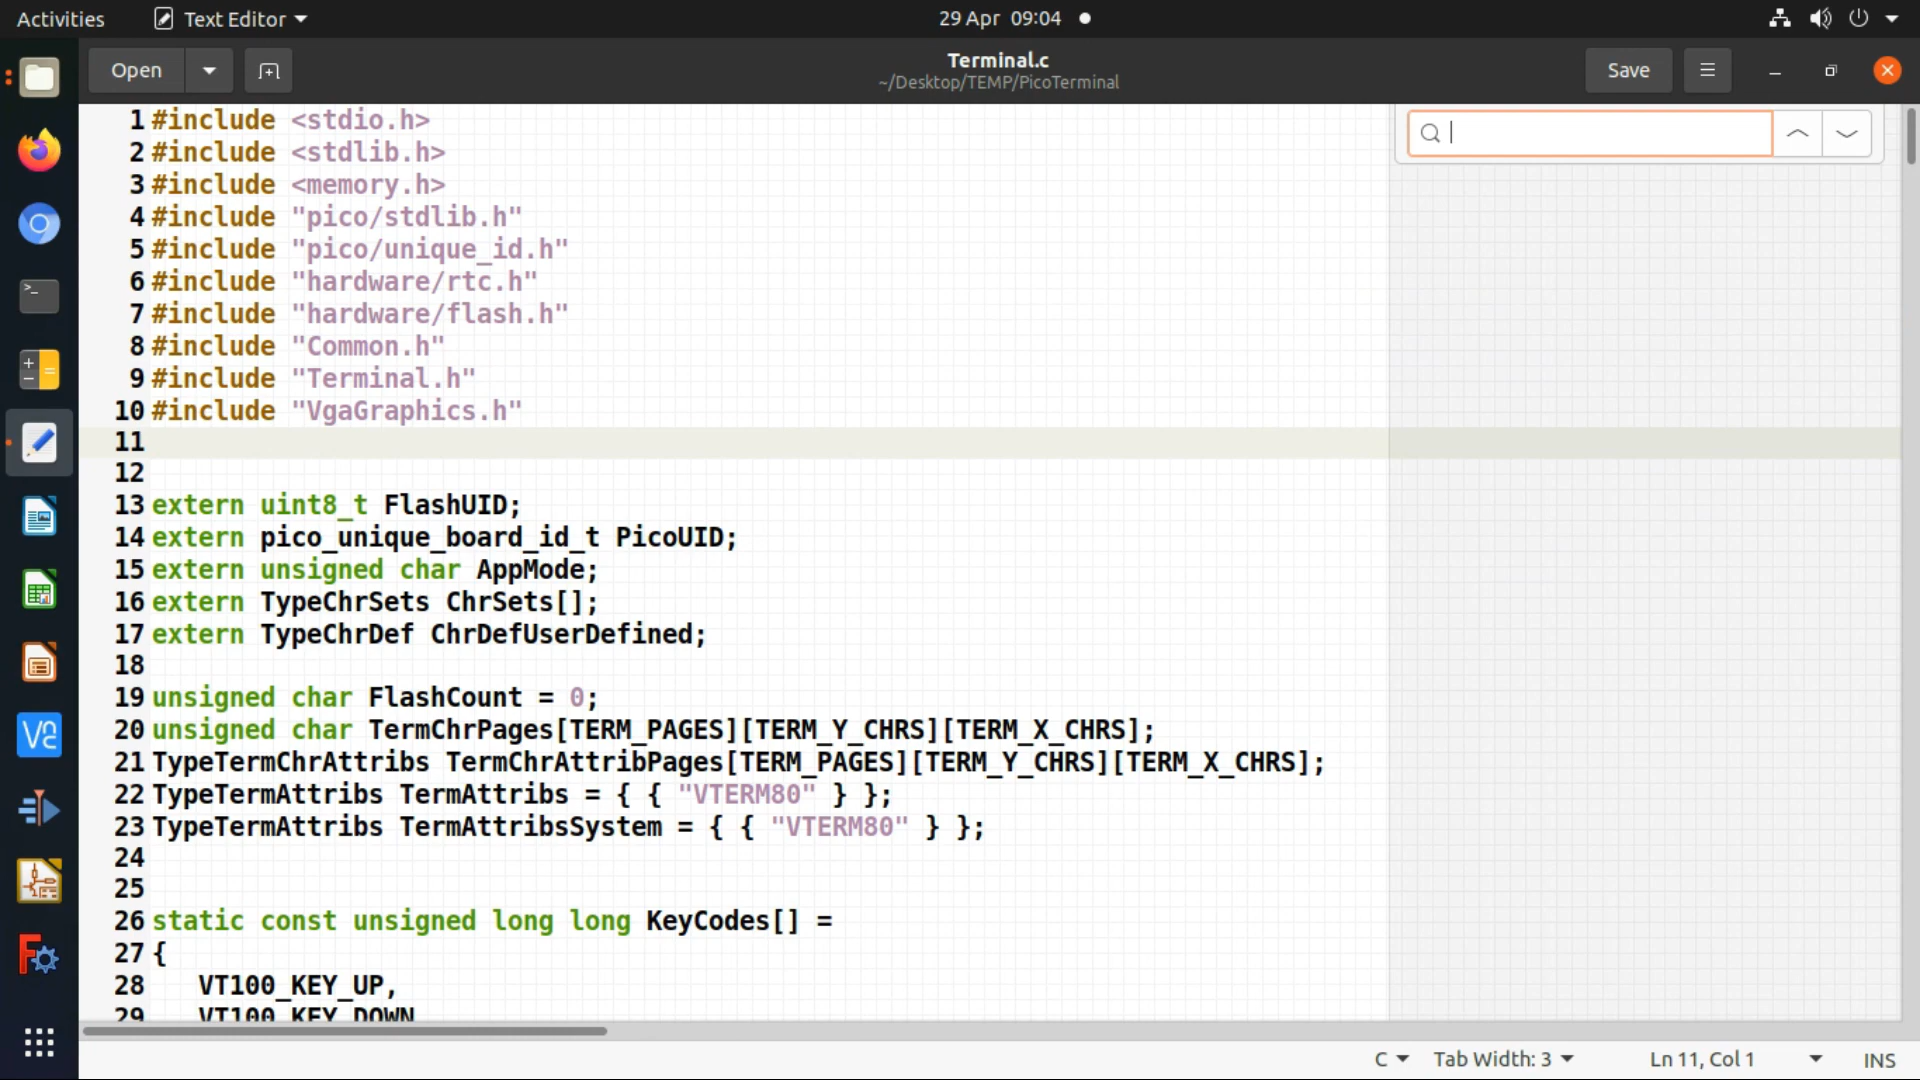 Activities Text Editor 29 Apr 09:04
Open Terminal.c Save
~/Desktop/TEMP/PicoTerminal
1 #include <stdio.h>
2 #include <stdlib.h>
3 #include <memory.h>
4 #include "pico/stdlib.h"
5 #include "pico/unique_id.h"
6 #include "hardware/rtc.h"
7 #include "hardware/flash.h"
8 #include "Common.h"
9 #include "Terminal.h"
10 #include "VgaGraphics.h"
11
12
13 extern uint8_t FlashUID;
14 extern pico_unique_board_id_t PicoUID;
15 extern unsigned char AppMode;
16 extern TypeChrSets ChrSets[];
17 extern TypeChrDef ChrDefUserDefined;
18
19 unsigned char FlashCount = 0;
20 unsigned char TermChrPages[TERM_PAGES][TERM_Y_CHRS][TERM_X_CHRS];
21 TypeTermChrAttribs TermChrAttribPages[TERM_PAGES][TERM_Y_CHRS][TERM_X_CHRS];
22 TypeTermAttribs TermAttribs = { { "VTERM80" } };
23 TypeTermAttribs TermAttribsSystem = { { "VTERM80" } };
24
25
26 static const unsigned long long KeyCodes[] =
27 {
28 VT100_KEY_UP,
29 VT100_KEY_DOWN
C Tab Width: 3 Ln 11, Col 1 INS